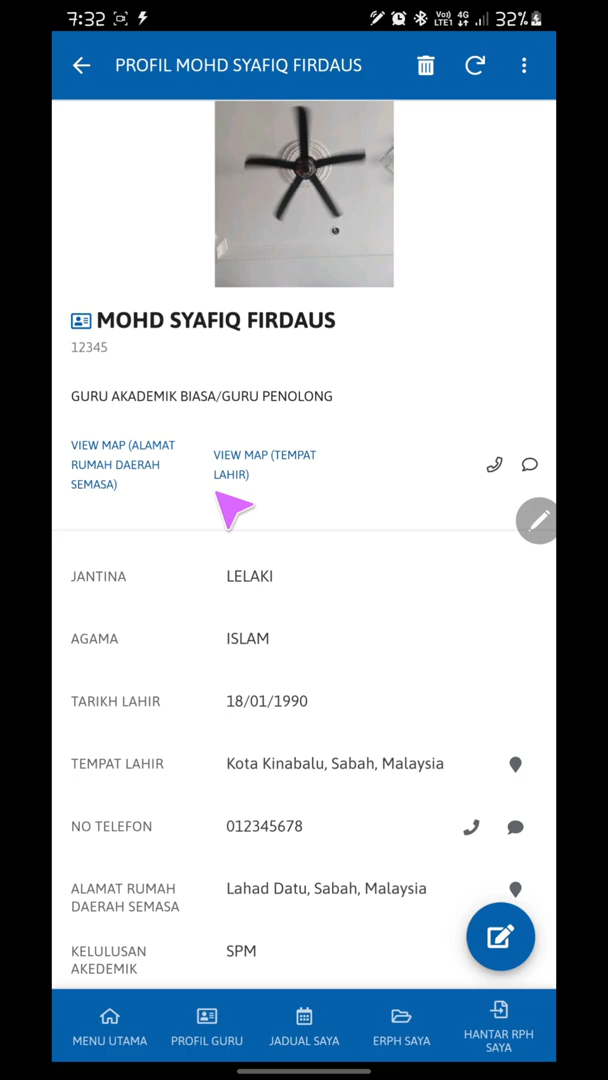 7:32
Vo)) 4G 32%
LTE1
PROFIL MOHD SYAFIQ FIRDAUS
MOHD SYAFIQ FIRDAUS
12345
GURU AKADEMIK BIASA/GURU PENOLONG
VIEW MAP (ALAMAT
RUMAH DAERAH
SEMASA)
VIEW MAP (TEMPAT
LAHIR)
JANTINA LELAKI
AGAMA ISLAM
TARIKH LAHIR 18/01/1990
TEMPAT LAHIR Kota Kinabalu, Sabah, Malaysia
NO TELEFON 012345678
ALAMAT RUMAH Lahad Datu, Sabah, Malaysia
DAERAH SEMASA
KELULUSAN SPM
AKEDEMIK
MENU UTAMA
PROFIL GURU
JADUAL SAYA
ERPH SAYA
HANTAR RPH
SAYA